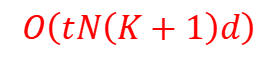 O(tN(K + 1)d)